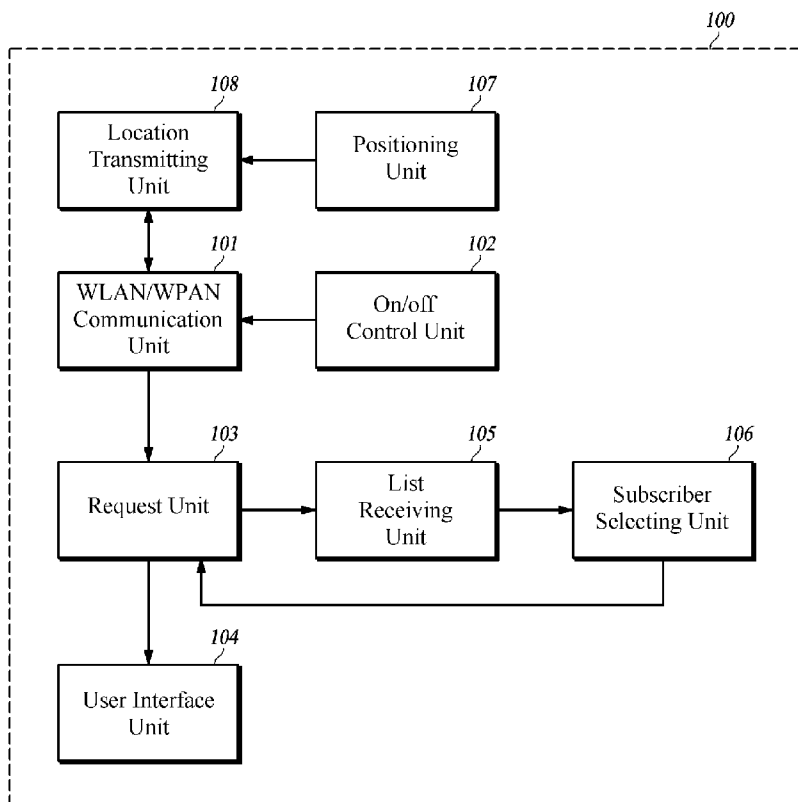 100
108
Location
Transmitting
Unit
107
Positioning
Unit
101
WLAN/WPAN
Communication
Unit
102
On/off
Control Unit
103
Request Unit
105
List
Receiving
Unit
106
Subscriber
Selecting Unit
104
User Interface
Unit